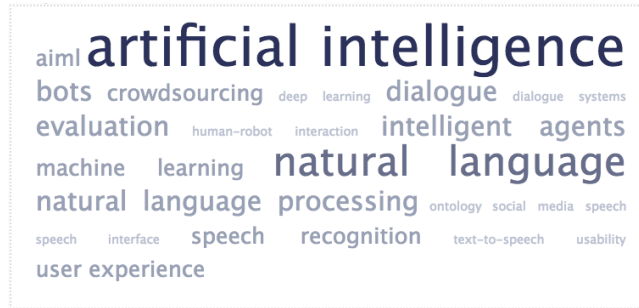 aiml artificial intelligence
bots crowdsourcing deep learning dialogue dialogue systems
evaluation human-robot interaction intelligent agents
machine learning natural language
natural language processing ontology social media speech
speech interface speech recognition text-to-speech usability
user experience